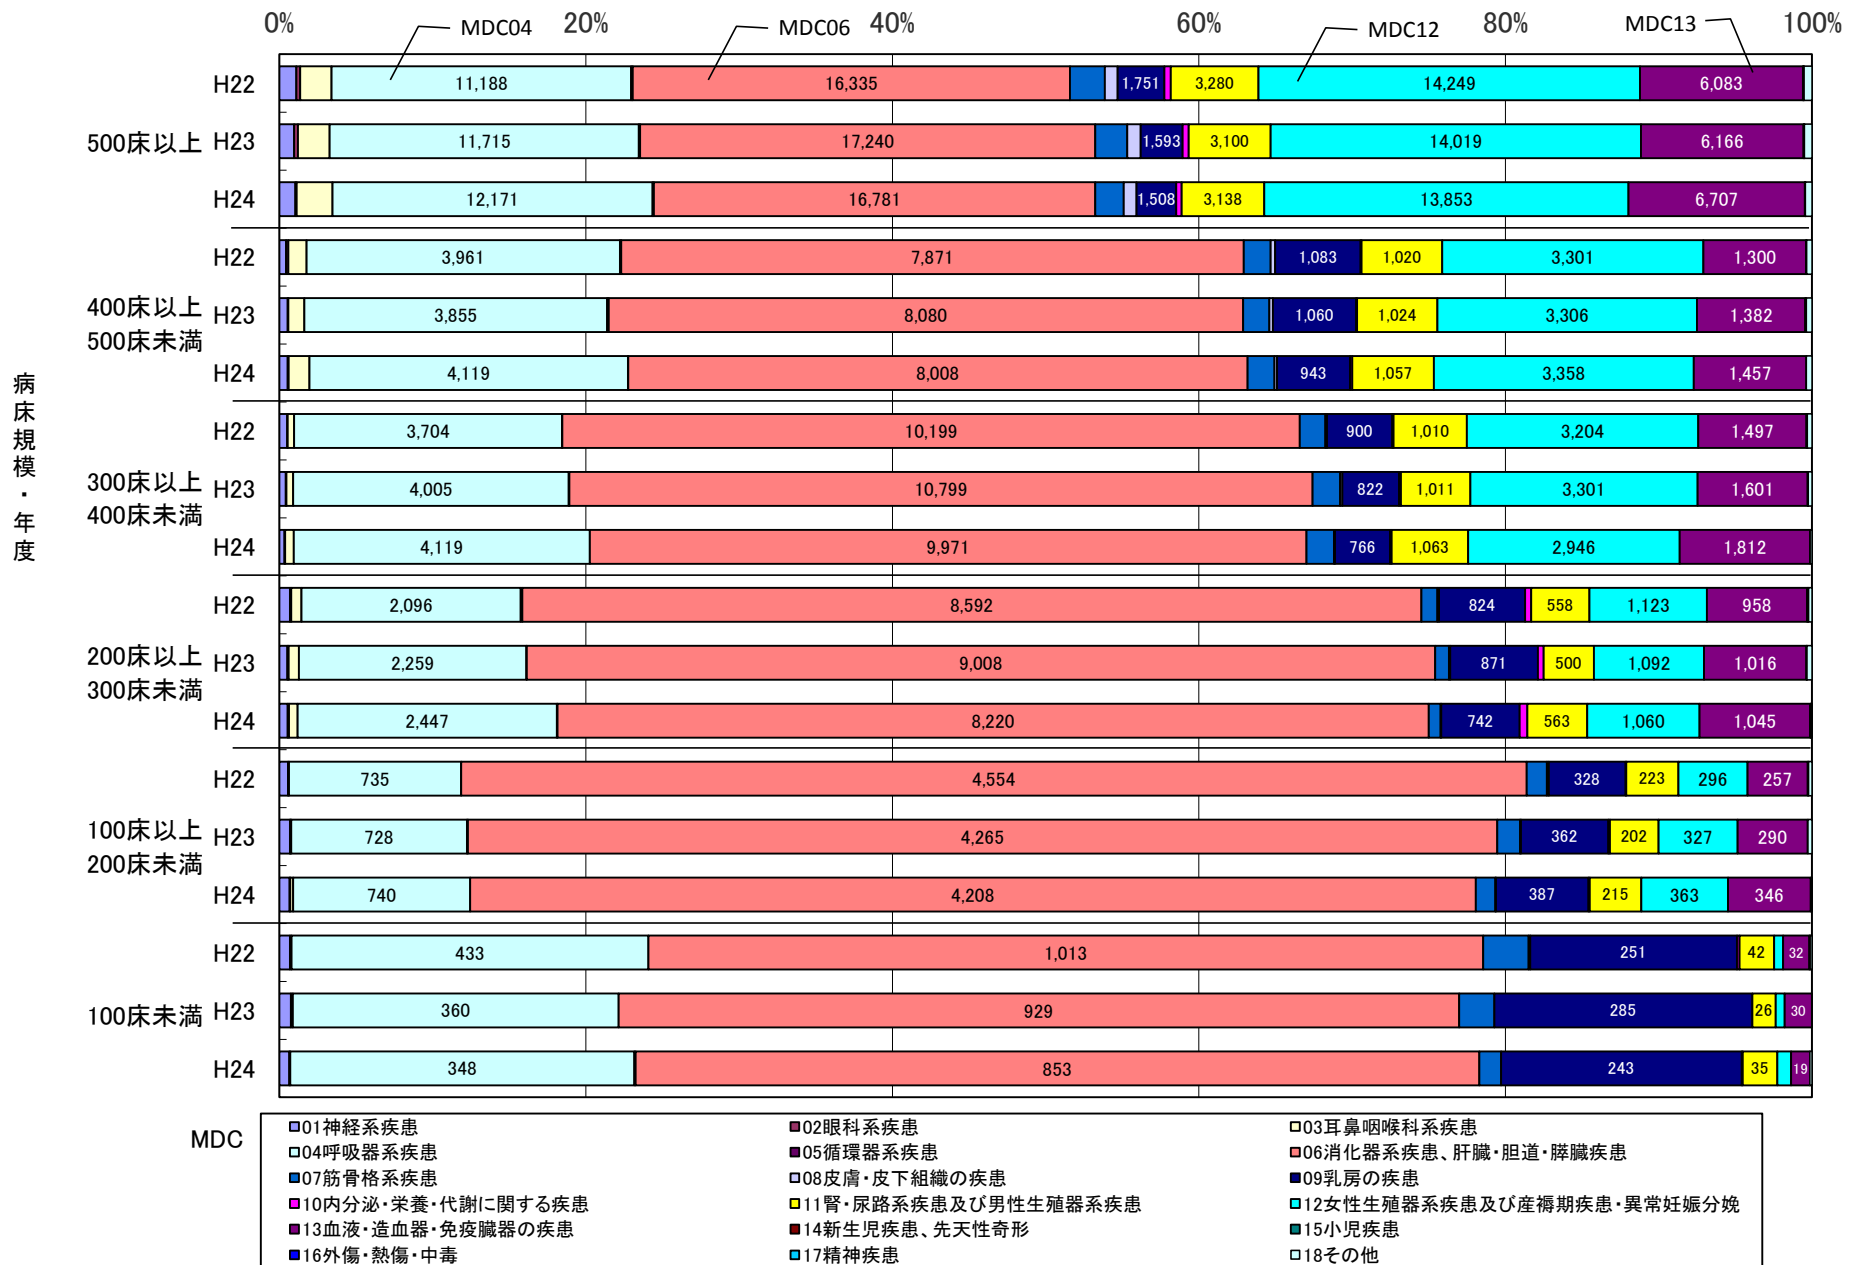 0% 20% 40% 60% 80% 100%
MDC04 MDC06 MDC12 MDC13
病床規模・年度
500床以上
H22 11,188 16,335 1,751 3,280 14,249 6,083
H23 11,715 17,240 1,593 3,100 14,019 6,166
H24 12,171 16,781 1,508 3,138 13,853 6,707
400床以上
500床未満
H22 3,961 7,871 1,083 1,020 3,301 1,300
H23 3,855 8,080 1,060 1,024 3,306 1,382
H24 4,119 8,008 943 1,057 3,358 1,457
300床以上
400床未満
H22 3,704 10,199 900 1,010 3,204 1,497
H23 4,005 10,799 822 1,011 3,301 1,601
H24 4,119 9,971 766 1,063 2,946 1,812
200床以上
300床未満
H22 2,096 8,592 824 558 1,123 958
H23 2,259 9,008 871 500 1,092 1,016
H24 2,447 8,220 742 563 1,060 1,045
100床以上
200床未満
H22 735 4,554 328 223 296 257
H23 728 4,265 362 202 327 290
H24 740 4,208 387 215 363 346
100床未満
H22 433 1,013 251 42 32
H23 360 929 285 26 30
H24 348 853 243 35 19
MDC
01神経系疾患 02眼科系疾患 03耳鼻咽喉科系疾患
04呼吸器系疾患 05循環器系疾患 06消化器系疾患、肝臓・胆道・膵臓疾患
07筋骨格系疾患 08皮膚・皮下組織の疾患 09乳房の疾患
10内分泌・栄養・代謝に関する疾患 11腎・尿路系疾患及び男性生殖器系疾患 12女性生殖器系疾患及び産褥期疾患・異常妊娠分娩
13血液・造血器・免疫臓器の疾患 14新生児疾患、先天性奇形 15小児疾患
16外傷・熱傷・中毒 17精神疾患 18その他